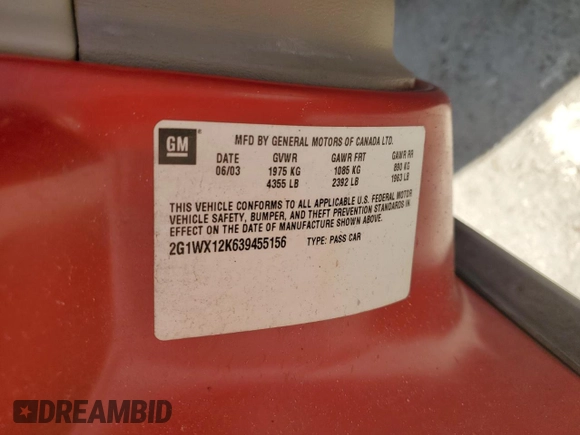 GM
MFD BY GENERAL MOTORS OF CANADA LTD.
DATE GVWR GAWR FRT GAWR RR
06/03 1975 KG 1085 KG 890 KG
4355 LB 2392 LB 1963 LB
THIS VEHICLE CONFORMS TO ALL APPLICABLE U.S. FEDERAL MOTOR
VEHICLE SAFETY, BUMPER, AND THEFT PREVENTION STANDARDS IN
EFFECT ON THE DATE OF MANUFACTURE SHOWN ABOVE.
2G1WX12K639455156 TYPE: PASS CAR
DREAMBID